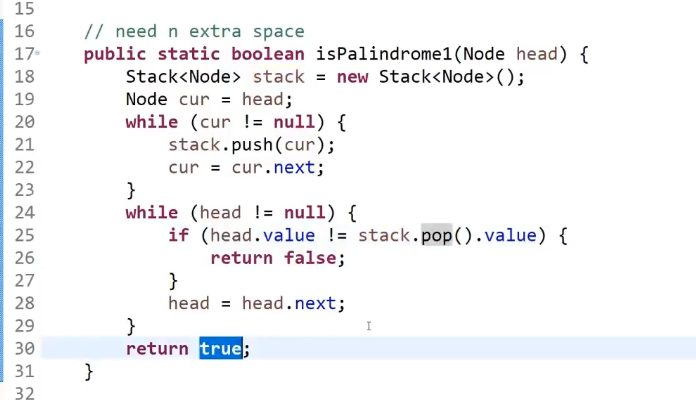 15
16 // need n extra space
17 public static boolean isPalindrome1(Node head) {
18 Stack<Node> stack = new Stack<Node>();
19 Node cur = head;
20 while (cur != null) {
21 stack.push(cur);
22 cur = cur.next;
23 }
24 while (head != null) {
25 if (head.value != stack.pop().value) {
26 return false;
27 }
28 head = head.next;
29 }
30 return true;
31 }
32